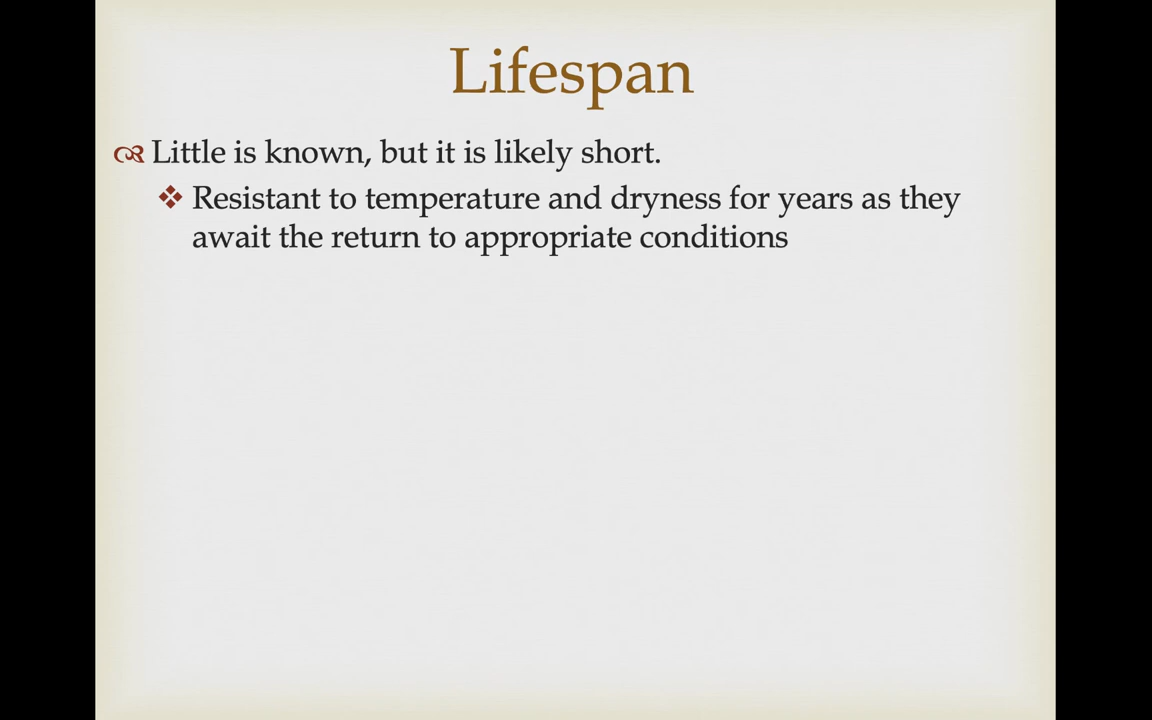 Lifespan
Little is known, but it is likely short.
Resistant to temperature and dryness for years as they
await the return to appropriate conditions